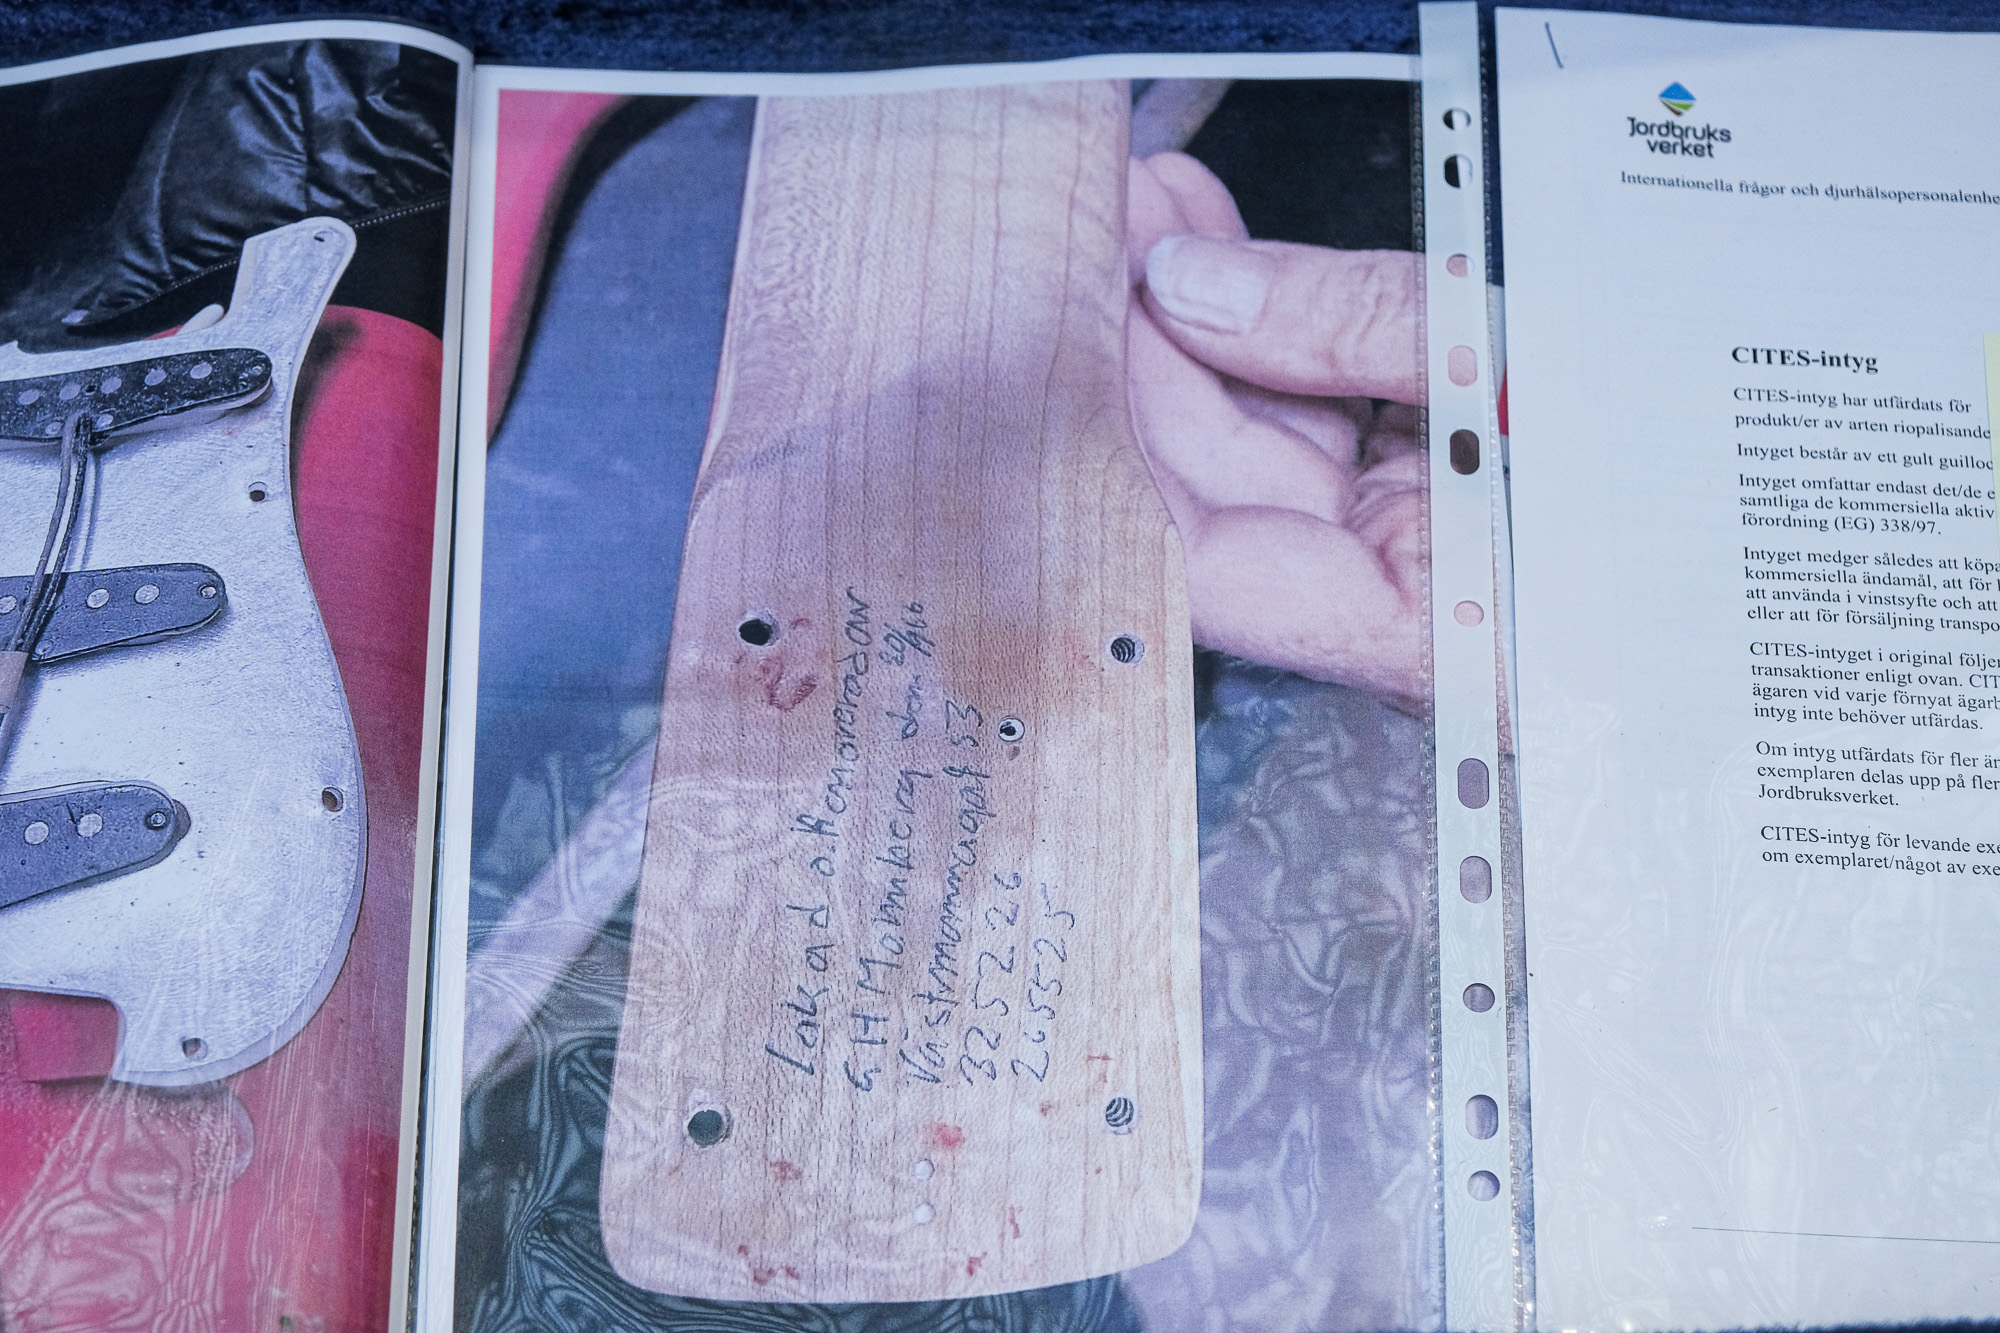 Lakad o. Renoverad av
G. H Malmberg den
Västmannagat 53
325226
265525
Jordbruks
verket
Internationella frågor och djurhälsopersonalenhe
CITES-intyg
CITES-intyg har utfärdats för
produkt/er av arten riopalisande
Intyget består av ett gult guilloc
Intyget omfattar endast det/de e
samtliga de kommersiella aktiv
förordning (EG) 338/97.
Intyget medger således att köpa
kommersiella ändamål, att för
att använda i vinstsyfte och att
eller att för försäljning transpo
CITES-intyget i original följer
transaktioner enligt ovan. CIT
ägaren vid varje förnyat ägarb
intyg inte behöver utfärdas.
Om intyg utfärdats för fler än
exemplaren delas upp på fler
Jordbruksverket.
CITES-intyg för levande exe
om exemplaret/något av exe